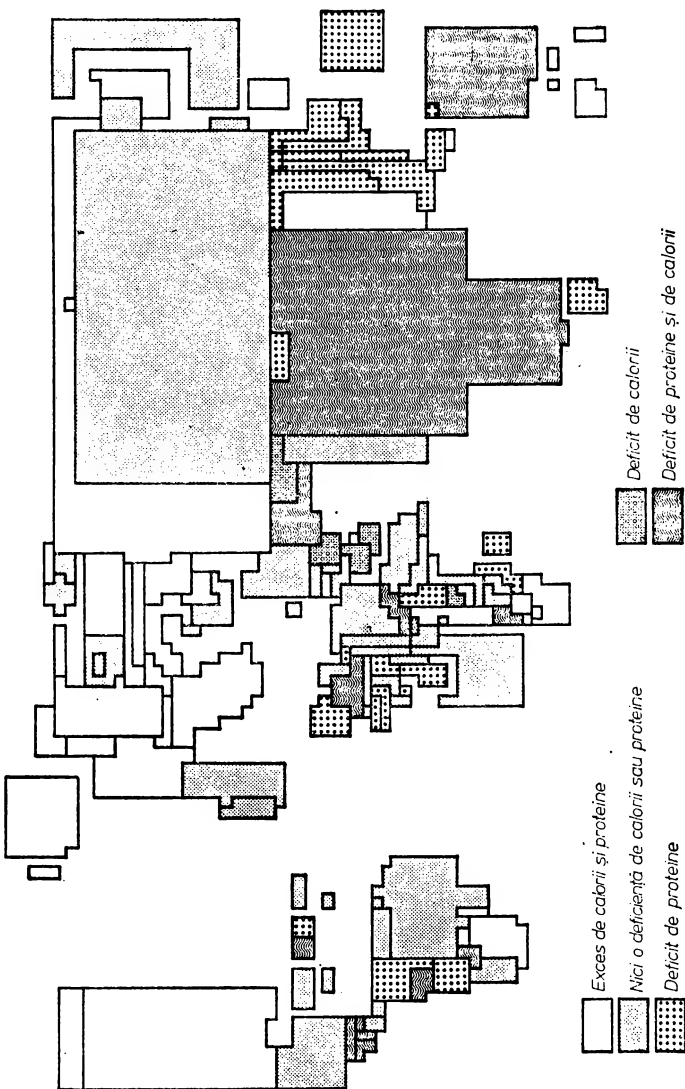 Exces de calorii și proteine
Nici o deficiență de calorii sau proteine
Deficit de proteine
Deficit de calorii
Deficit de proteine și de calorii